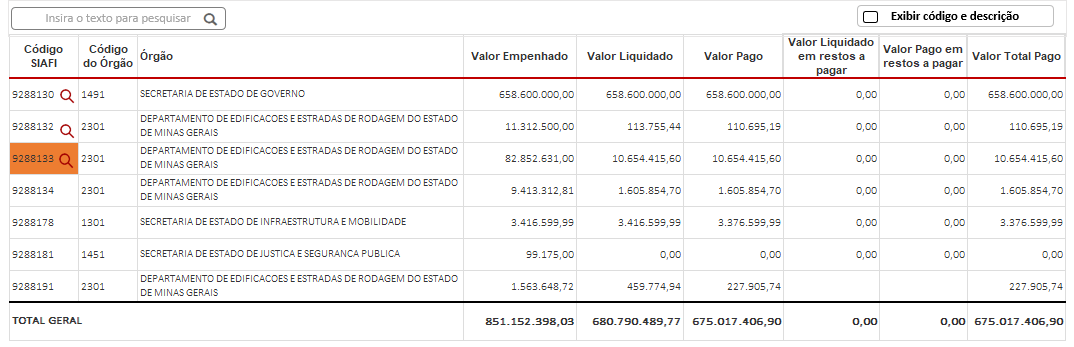 Insira o texto para pesquisar
Exibir código e descrição
Código SIAFI Código do Órgão Órgão Valor Empenhado Valor Liquidado Valor Pago Valor Liquidado em restos a pagar Valor Pago em restos a pagar Valor Total Pago
9288130 1491 SECRETARIA DE ESTADO DE GOVERNO 658.600.000,00 658.600.000,00 658.600.000,00 0,00 0,00 658.600.000,00
9288132 2301 DEPARTAMENTO DE EDIFICACOES E ESTRADAS DE RODAGEM DO ESTADO DE MINAS GERAIS 11.312.500,00 113.755,44 110.695,19 0,00 0,00 110.695,19
9288133 2301 DEPARTAMENTO DE EDIFICACOES E ESTRADAS DE RODAGEM DO ESTADO DE MINAS GERAIS 82.852.631,00 10.654.415,60 10.654.415,60 0,00 0,00 10.654.415,60
9288134 2301 DEPARTAMENTO DE EDIFICACOES E ESTRADAS DE RODAGEM DO ESTADO DE MINAS GERAIS 9.413.312,81 1.605.854,70 1.605.854,70 0,00 0,00 1.605.854,70
9288178 1301 SECRETARIA DE ESTADO DE INFRAESTRUTURA E MOBILIDADE 3.416.599,99 3.416.599,99 3.376.599,99 0,00 0,00 3.376.599,99
9288181 1451 SECRETARIA DE ESTADO DE JUSTICA E SEGURANCA PUBLICA 99.175,00 0,00 0,00 0,00 0,00 0,00
9288191 2301 DEPARTAMENTO DE EDIFICACOES E ESTRADAS DE RODAGEM DO ESTADO DE MINAS GERAIS 1.563.648,72 459.774,94 227.905,74 227.905,74
TOTAL GERAL 851.152.398,03 680.790.489,77 675.017.406,90 0,00 0,00 675.017.406,90